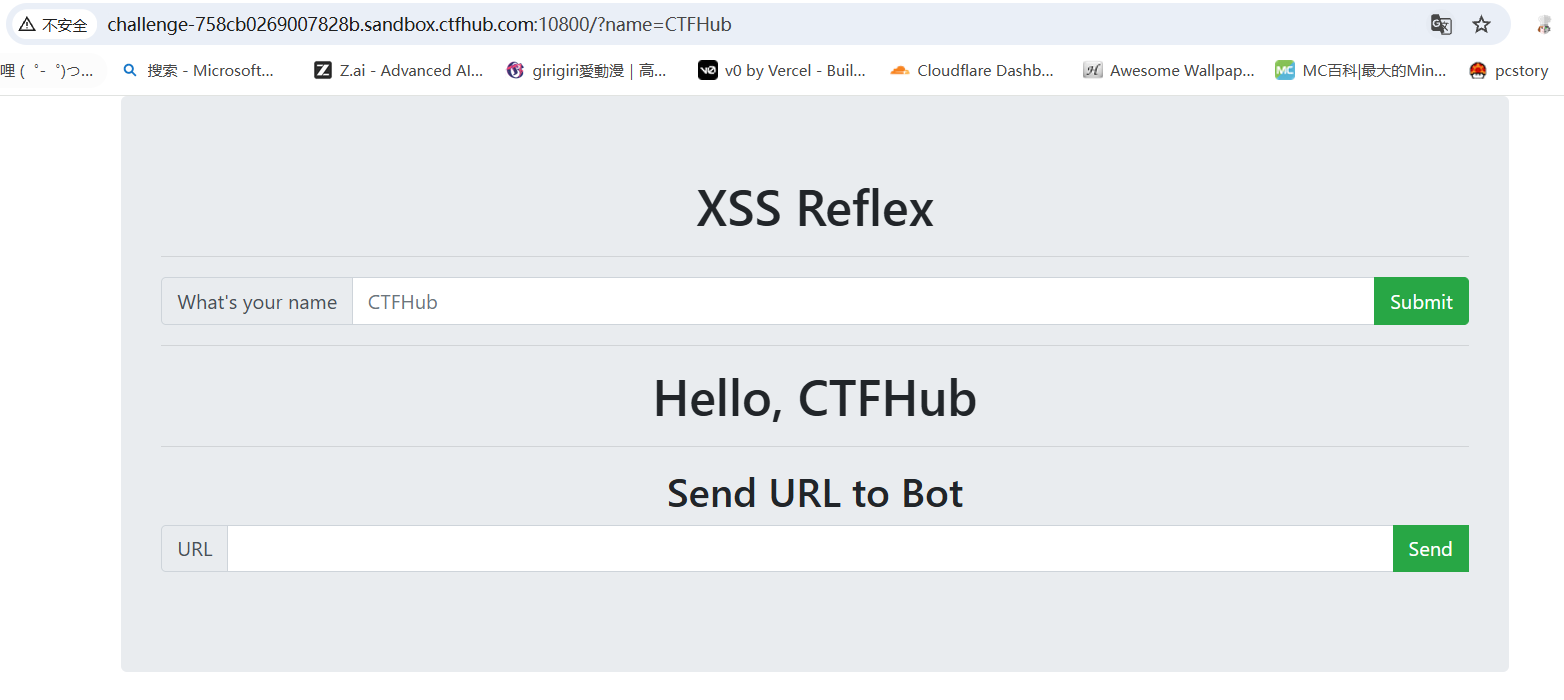 不安全 challenge-758cb0269007828b.sandbox.ctfhub.com:10800/?name=CTFHub
哩 (゜-゜)つ... 搜索 - Microsoft... Z.ai - Advanced AI... girigiri愛動漫 | 高... v0 by Vercel - Buil... Cloudflare Dashb... Awesome Wallpap... MC百科|最大的Min... pcstory
XSS Reflex
What's your name CTFHub Submit
Hello, CTFHub
Send URL to Bot
URL Send